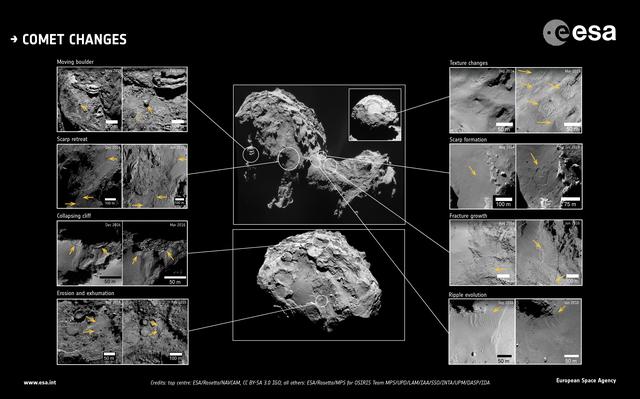 esa
→ COMET CHANGES
Moving boulder
Texture changes
50 m
50 m
Scarp retreat
Scarp formation
100 m
75 m
Collapsing cliff
Fracture growth
Dec 2014
Mar 2016
50 m
50 m
Erosion and exhumation
Ripple evolution
50 m
100 m
50 m
50 m
www.esa.int
Credits: top centre: ESA/Rosetta/NAVCAM, CC BY-SA 3.0 IGO; all others: ESA/Rosetta/MPS for OSIRIS Team MPS/UPD/LAM/IAA/SSO/INTA/UPM/DASP/IDA
European Space Agency